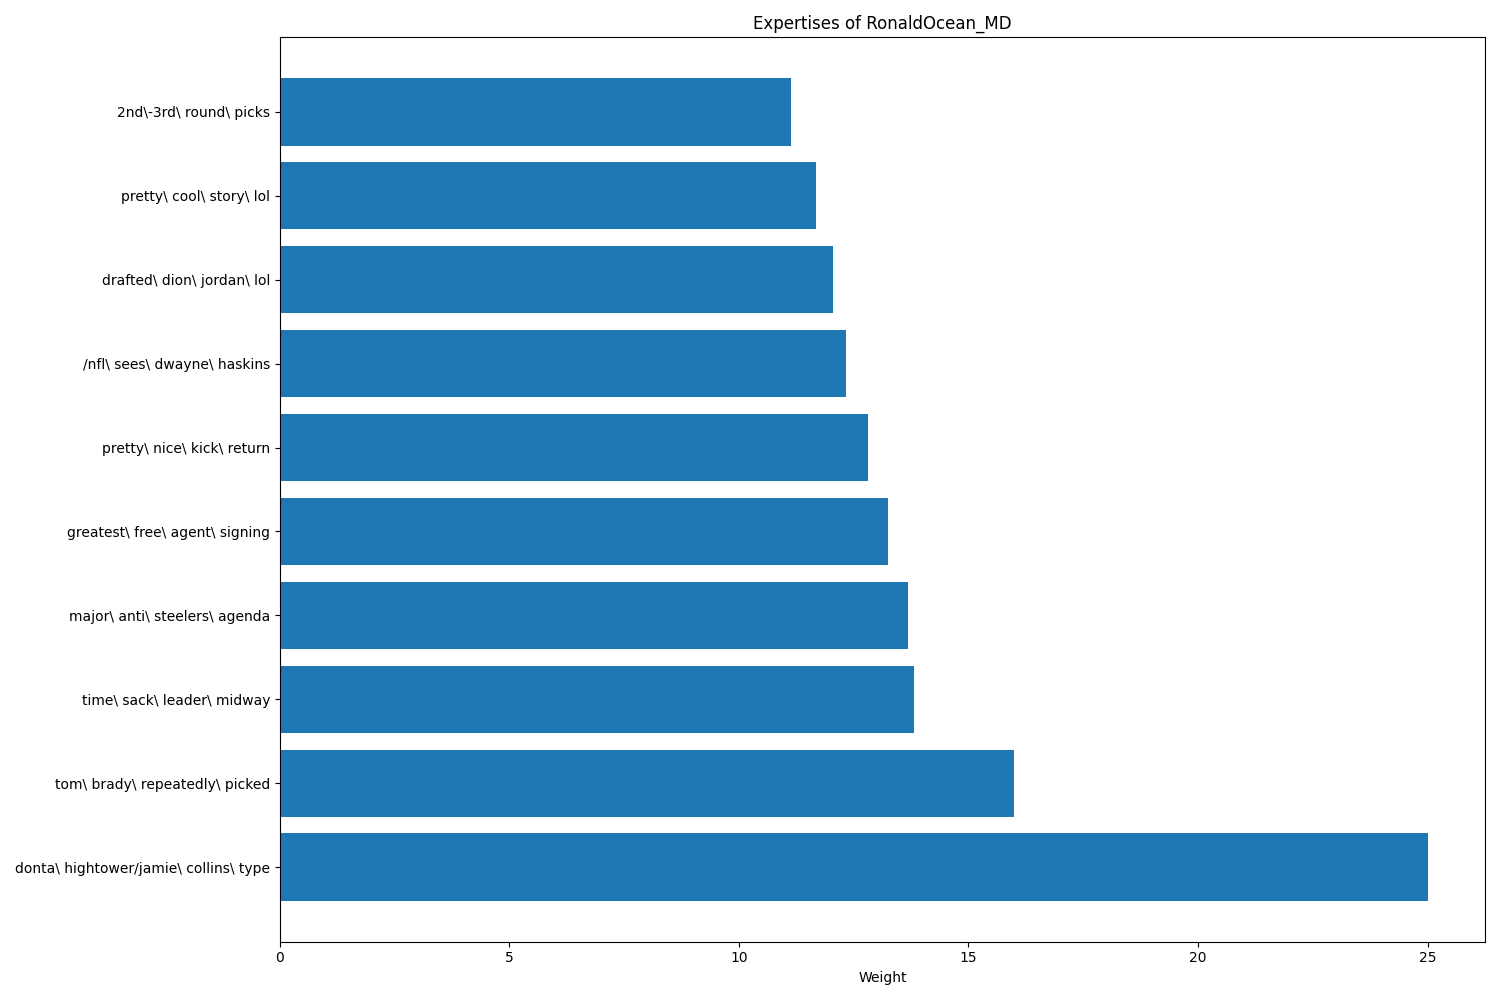 Expertises of RonaldOcean_MD
2nd\-3rd\ round\ picks
pretty\ cool\ story\ lol
drafted\ dion\ jordan\ lol
/nfl\ sees\ dwayne\ haskins
pretty\ nice\ kick\ return
greatest\ free\ agent\ signing
major\ anti\ steelers\ agenda
time\ sack\ leader\ midway
tom\ brady\ repeatedly\ picked
donta\ hightower/jamie\ collins\ type
0 5 10 15 20 25
Weight